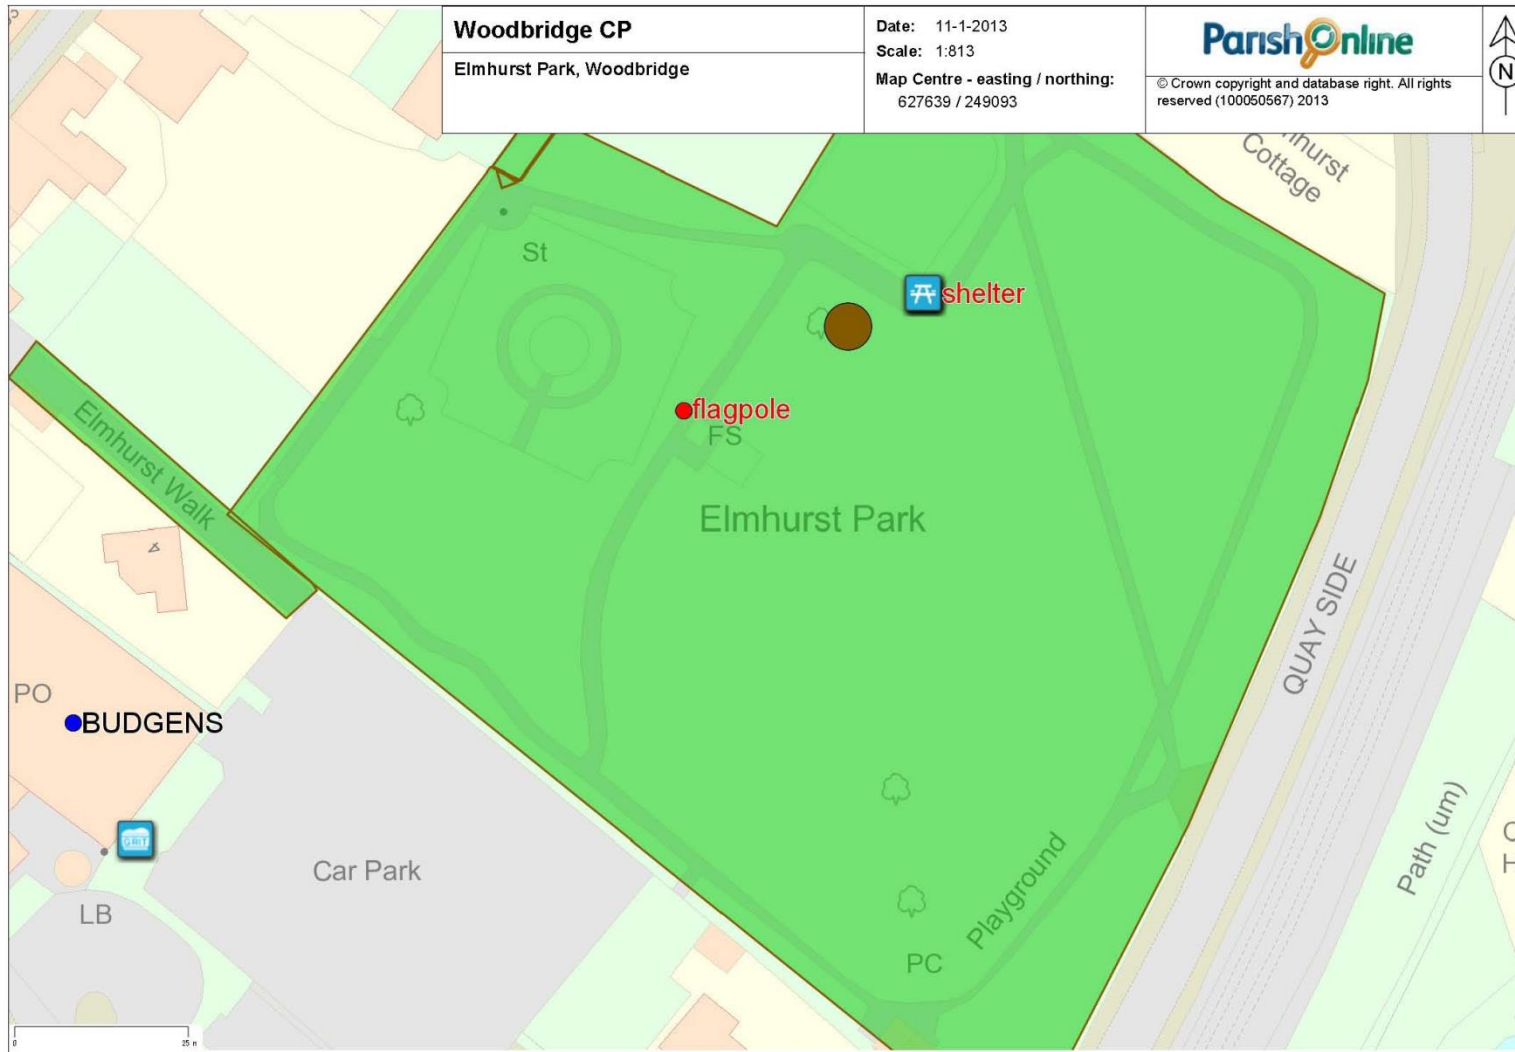 Woodbridge CP
Elmhurst Park, Woodbridge
Date: 11-1-2013
Scale: 1:813
Map Centre - easting / northing:
627639 / 249093
ParishOnline
© Crown copyright and database right. All rights
reserved (100050567) 2013
N
Cottage
St
shelter
flagpole
FS
Elmhurst Walk
Elmhurst Park
QUAY SIDE
PO
BUDGENS
GRIT
Car Park
LB
Playground
PC
Path (um)
0
25 m